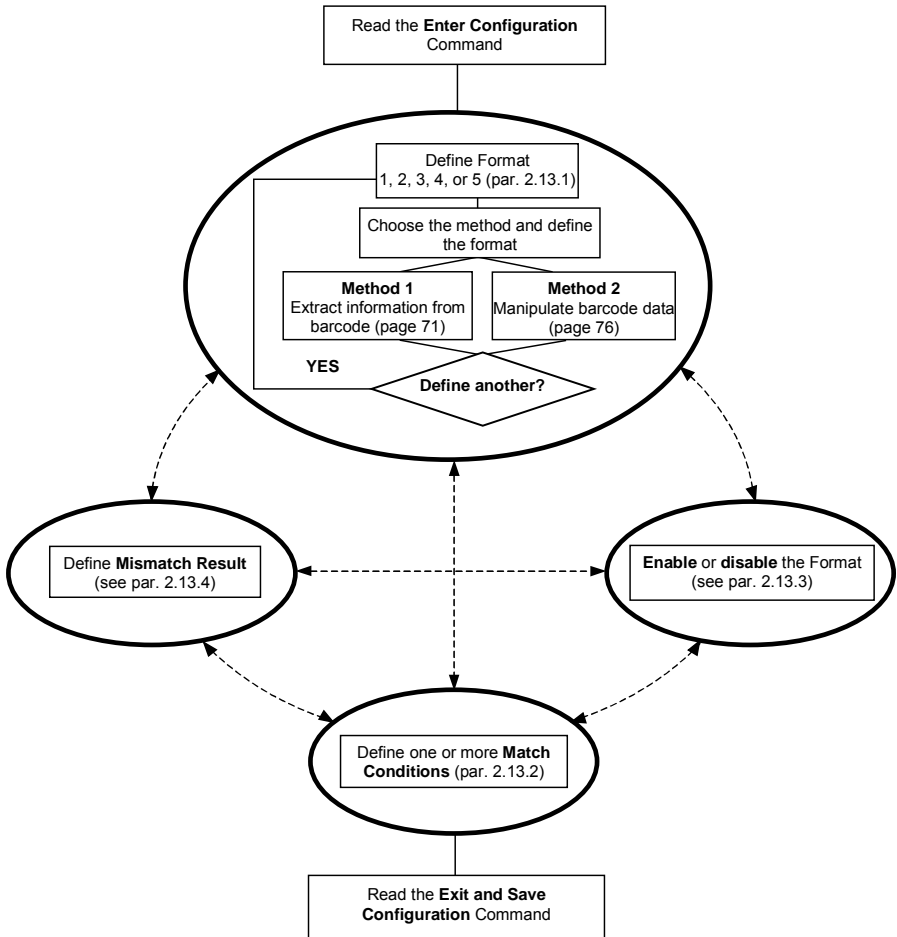 Read the Enter Configuration
Command
Define Format
1, 2, 3, 4, or 5 (par. 2.13.1)
Choose the method and define
the format
Method 1
Extract information from
barcode (page 71)
Method 2
Manipulate barcode data
(page 76)
YES
Define another?
Define Mismatch Result
(see par. 2.13.4)
Enable or disable the Format
(see par. 2.13.3)
Define one or more Match
Conditions (par. 2.13.2)
Read the Exit and Save
Configuration Command